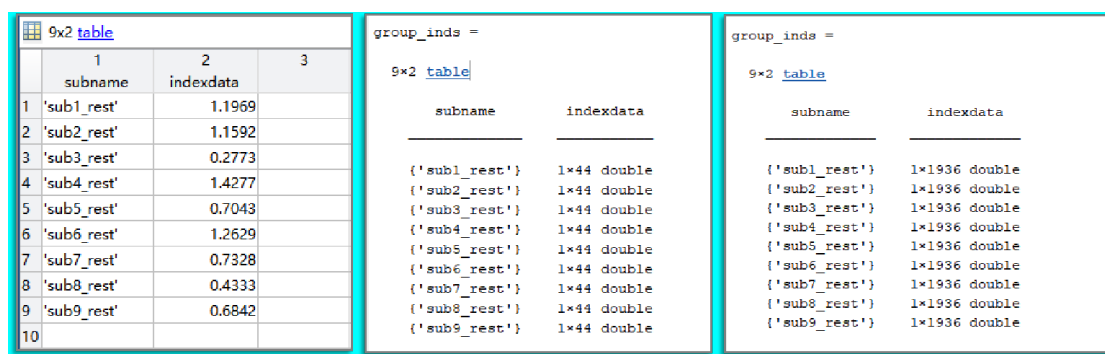 9x2 table
1 2 3
subname indexdata
1 'sub1_rest' 1.1969
2 'sub2_rest' 1.1592
3 'sub3_rest' 0.2773
4 'sub4_rest' 1.4277
5 'sub5_rest' 0.7043
6 'sub6_rest' 1.2629
7 'sub7_rest' 0.7328
8 'sub8_rest' 0.4333
9 'sub9_rest' 0.6842
10
group_inds =
9×2 table
subname indexdata
{'sub1_rest'} 1×44 double
{'sub2_rest'} 1×44 double
{'sub3_rest'} 1×44 double
{'sub4_rest'} 1×44 double
{'sub5_rest'} 1×44 double
{'sub6_rest'} 1×44 double
{'sub7_rest'} 1×44 double
{'sub8_rest'} 1×44 double
{'sub9_rest'} 1×44 double
group_inds =
9×2 table
subname indexdata
{'sub1_rest'} 1×1936 double
{'sub2_rest'} 1×1936 double
{'sub3_rest'} 1×1936 double
{'sub4_rest'} 1×1936 double
{'sub5_rest'} 1×1936 double
{'sub6_rest'} 1×1936 double
{'sub7_rest'} 1×1936 double
{'sub8_rest'} 1×1936 double
{'sub9_rest'} 1×1936 double